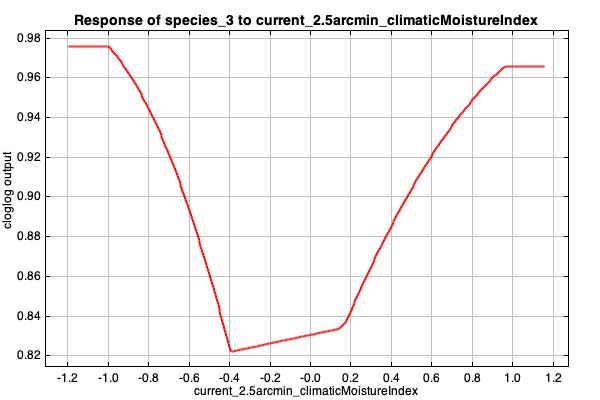 Response of species_3 to current_2.5arcmin_climaticMoistureIndex
cloglog output
0.98
0.96
0.94
0.92
0.90
0.88
0.86
0.84
0.82
-1.2 -1.0 -0.8 -0.6 -0.4 -0.2 -0.0 0.2 0.4 0.6 0.8 1.0 1.2
current_2.5arcmin_climaticMoistureIndex